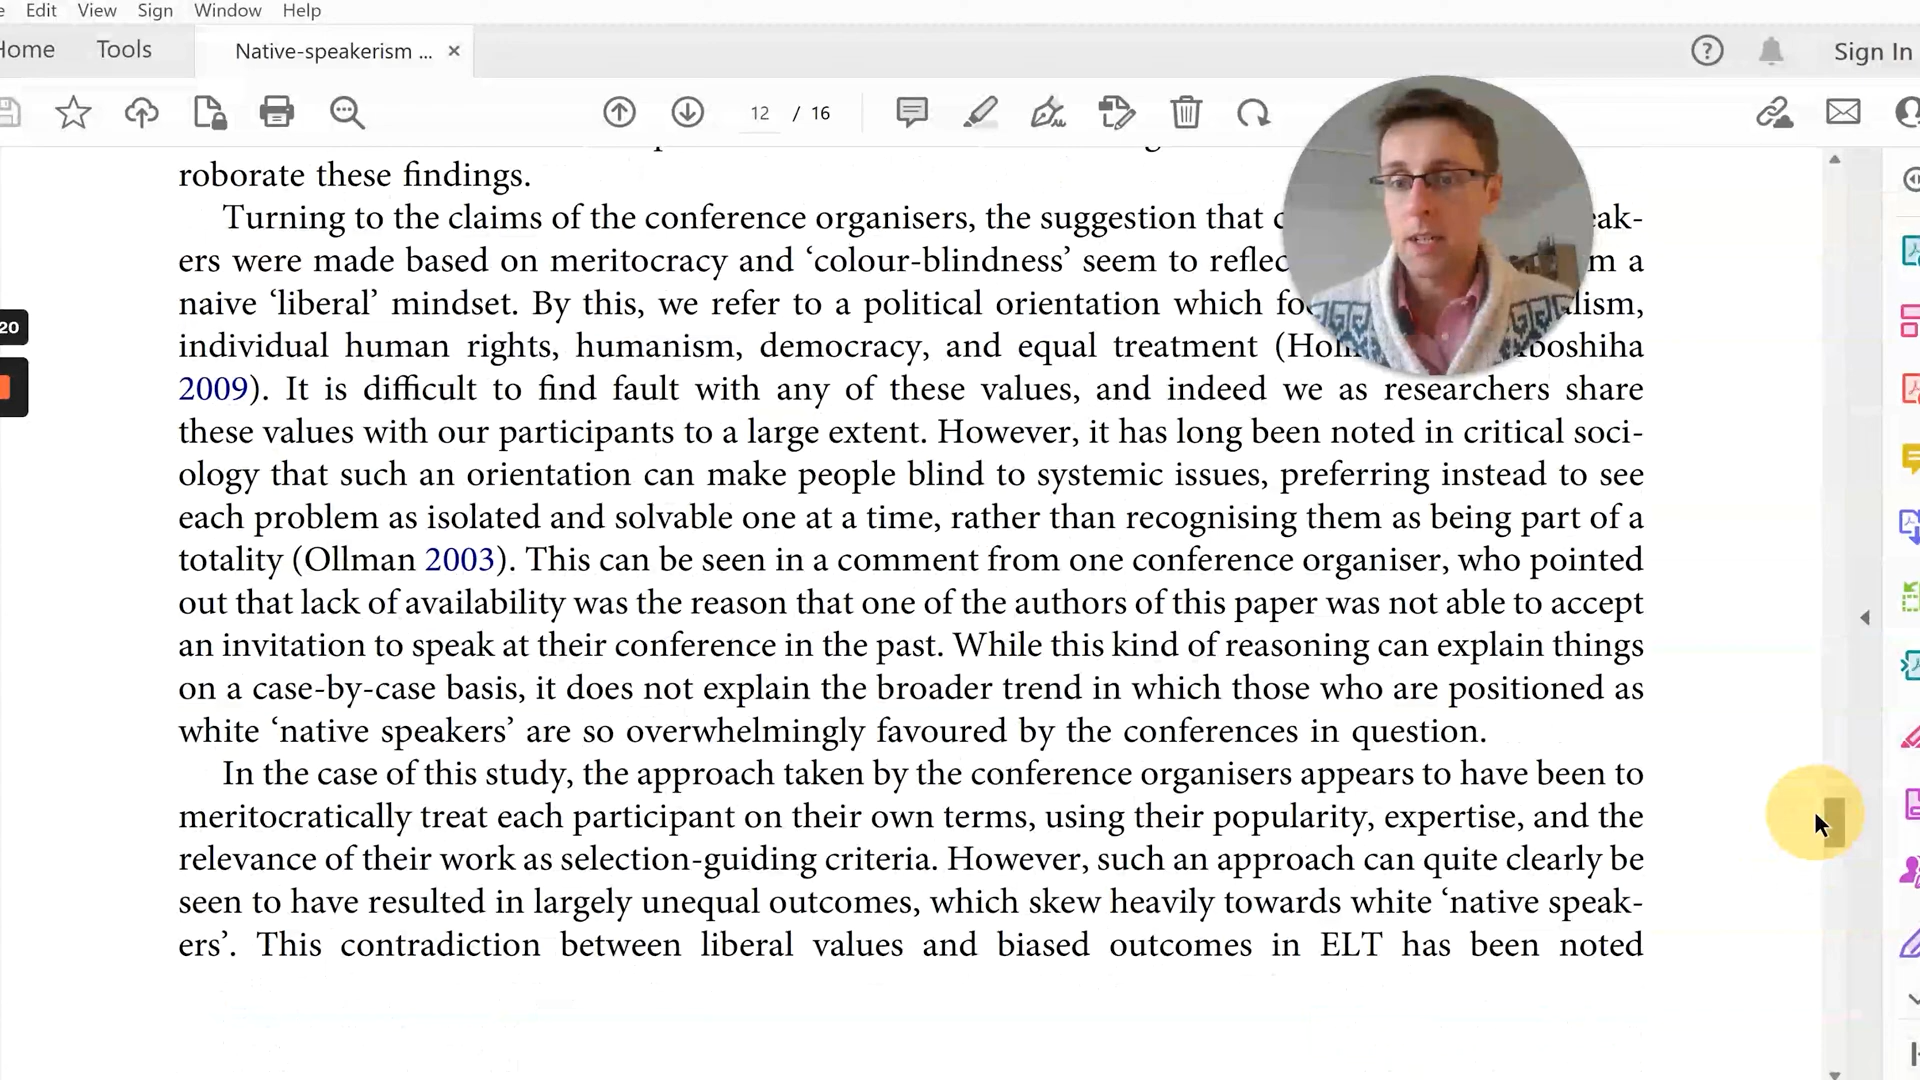 Edit View Sign Window Help
Home Tools Native-speakerism ... × ? Sign In
12 / 16
roborate these findings.
Turning to the claims of the conference organisers, the suggestion that eak-
ers were made based on meritocracy and ‘colour-blindness’ seem to reflec m a
naive ‘liberal’ mindset. By this, we refer to a political orientation which lism,
individual human rights, humanism, democracy, and equal treatment ( boshiha
2009). It is difficult to find fault with any of these values, and indeed we as researchers share
these values with our participants to a large extent. However, it has long been noted in critical soci-
ology that such an orientation can make people blind to systemic issues, preferring instead to see
each problem as isolated and solvable one at a time, rather than recognising them as being part of a
totality (Ollman 2003). This can be seen in a comment from one conference organiser, who pointed
out that lack of availability was the reason that one of the authors of this paper was not able to accept
an invitation to speak at their conference in the past. While this kind of reasoning can explain things
on a case-by-case basis, it does not explain the broader trend in which those who are positioned as
white ‘native speakers’ are so overwhelmingly favoured by the conferences in question.
In the case of this study, the approach taken by the conference organisers appears to have been to
meritocratically treat each participant on their own terms, using their popularity, expertise, and the
relevance of their work as selection-guiding criteria. However, such an approach can quite clearly be
seen to have resulted in largely unequal outcomes, which skew heavily towards white ‘native speak-
ers’. This contradiction between liberal values and biased outcomes in ELT has been noted
20